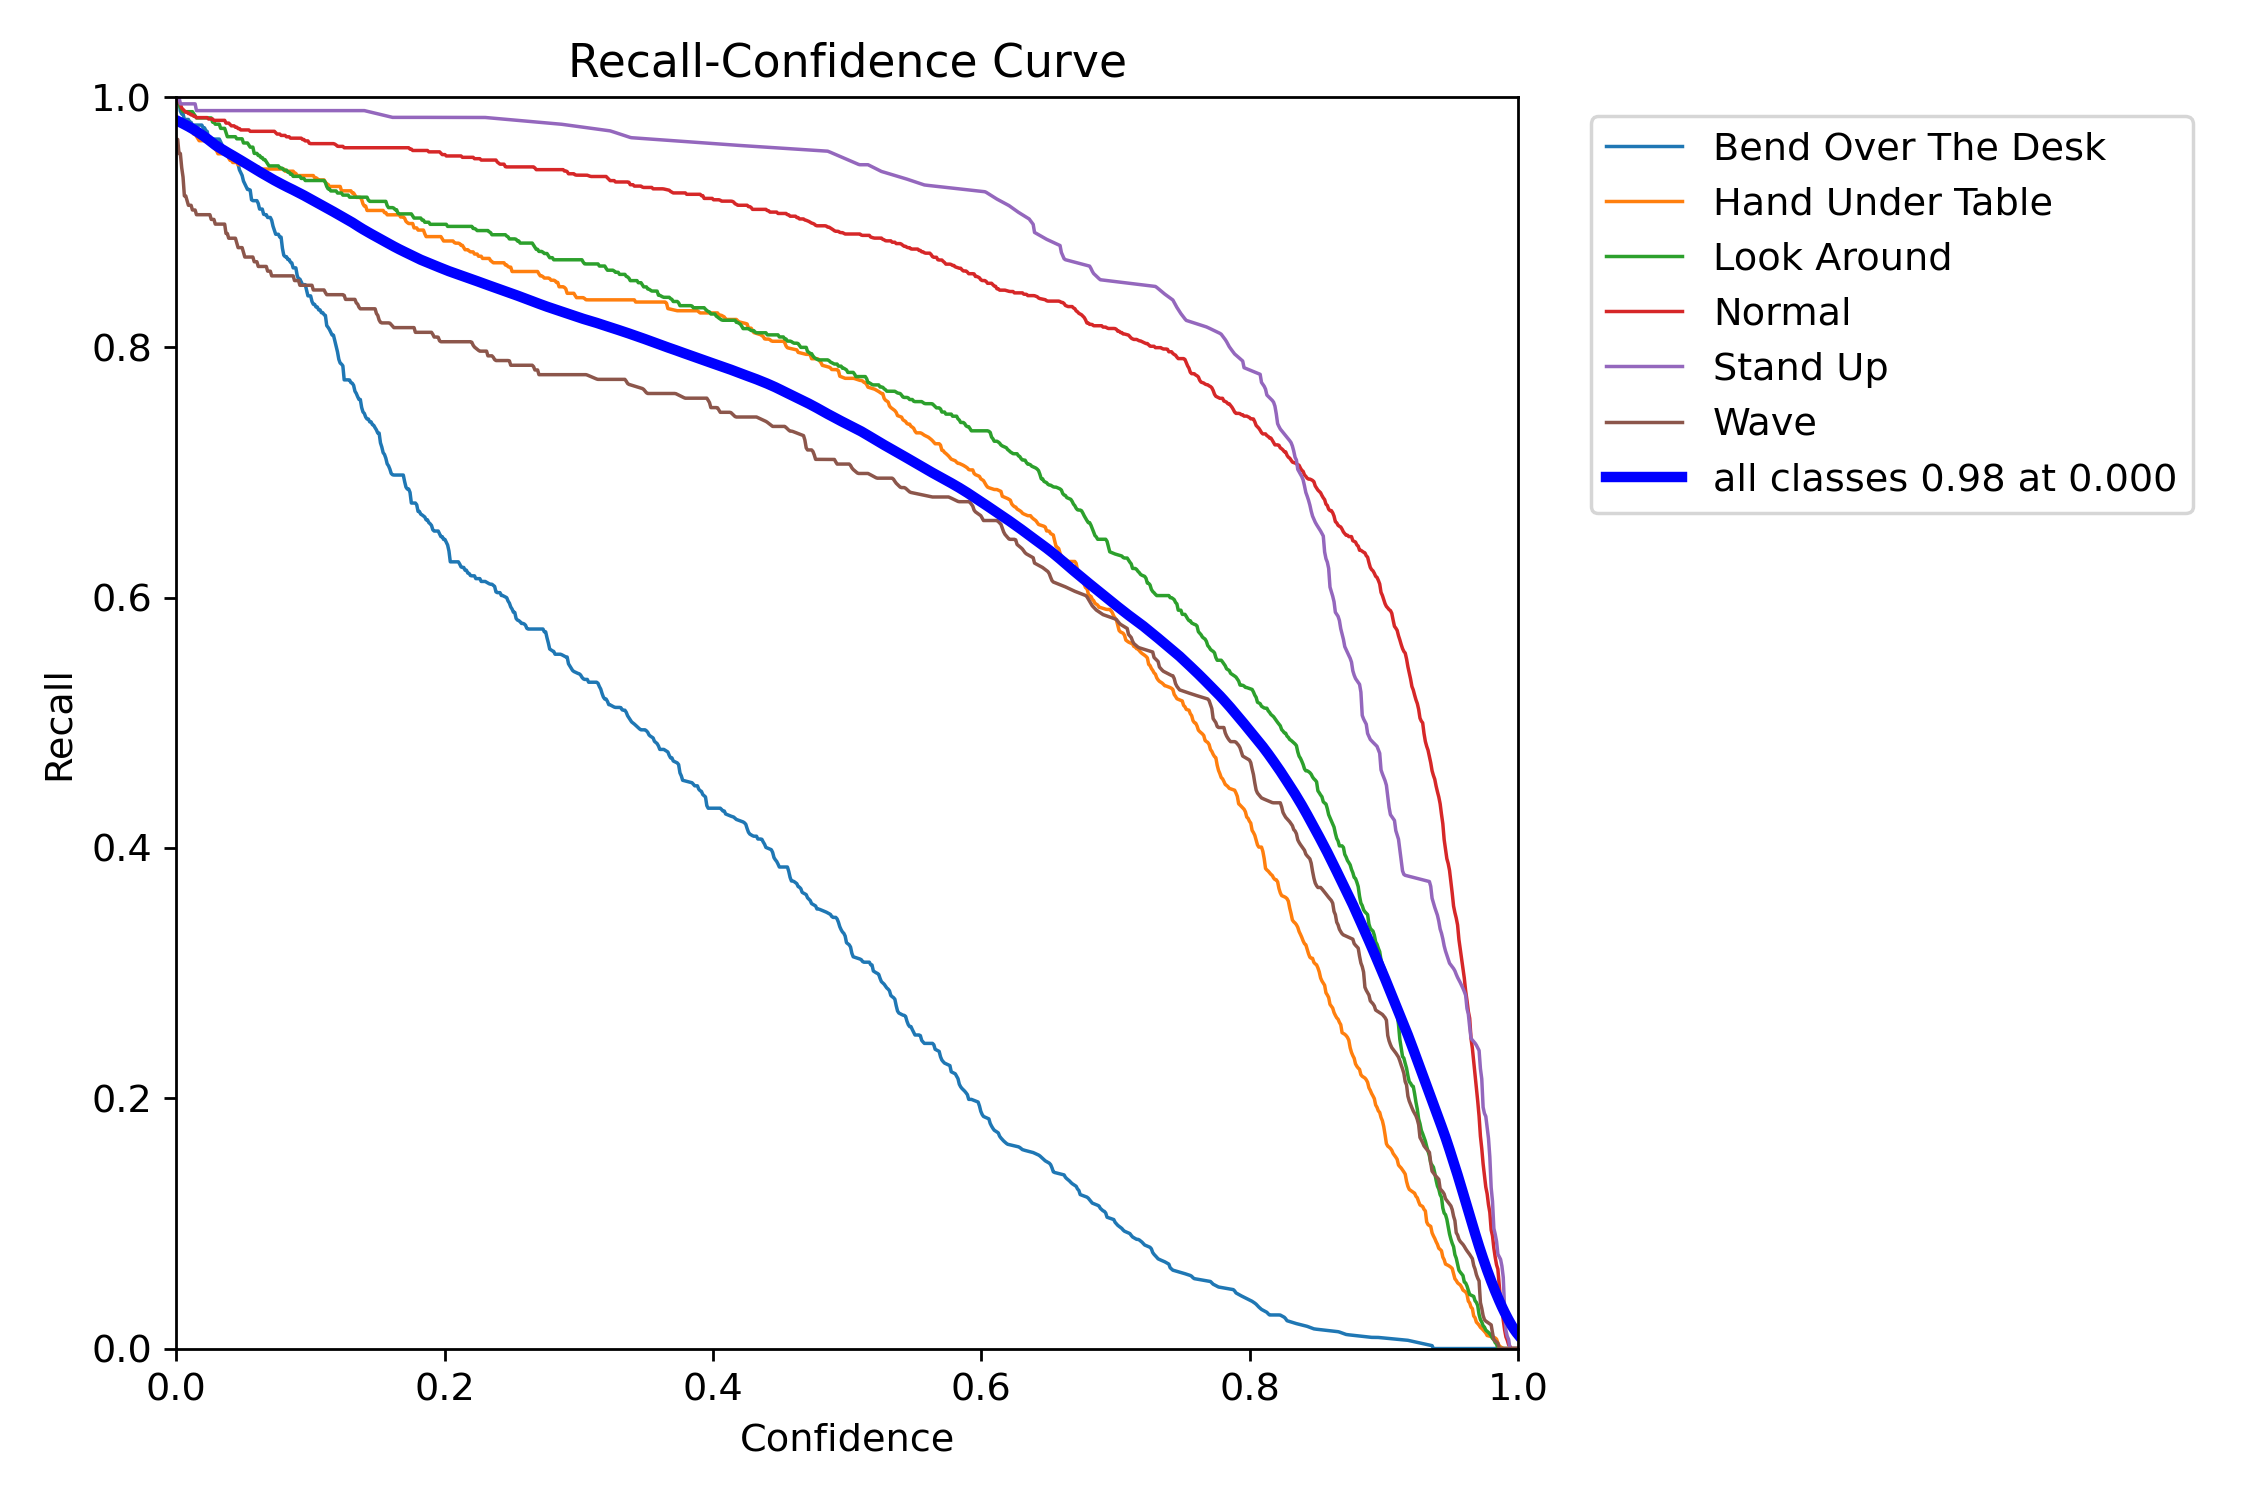 Recall-Confidence Curve
1.0
0.8
0.6
0.4
0.2
0.0
Recall
0.0 0.2 0.4 0.6 0.8 1.0
Confidence
Bend Over The Desk
Hand Under Table
Look Around
Normal
Stand Up
Wave
all classes 0.98 at 0.000